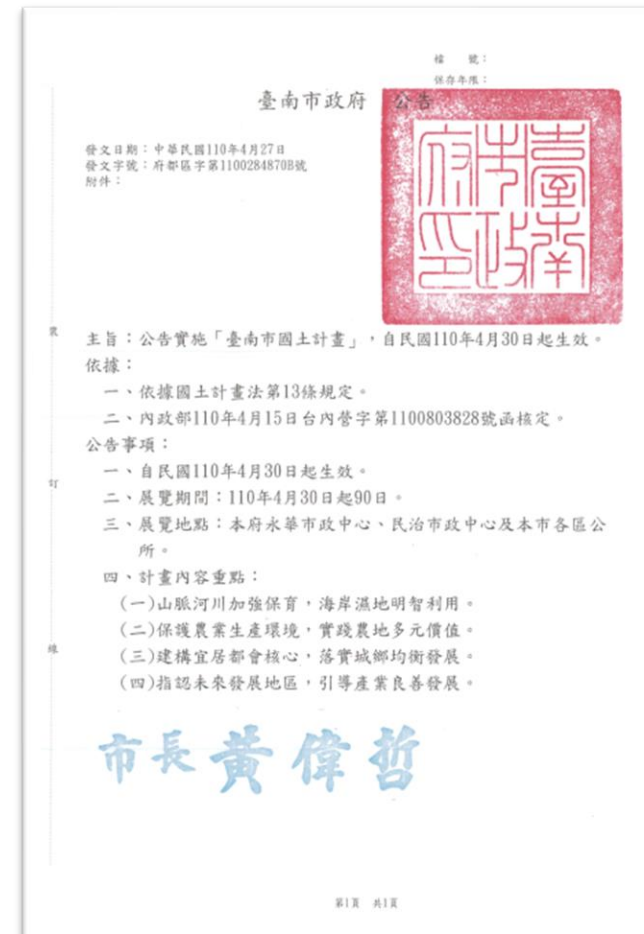 檔　　號：
保存年限：
臺南市政府　公告
臺南市政府印
發文日期：中華民國110年4月27日
發文字號：府都區字第1100284870B號
附件：
主旨：公告實施「臺南市國土計畫」，自民國110年4月30日起生效。
依據：
一、依據國土計畫法第13條規定。
二、內政部110年4月15日台內營字第1100803828號函核定。
公告事項：
一、自民國110年4月30日起生效。
二、展覽期間：110年4月30日起90日。
三、展覽地點：本府永華市政中心、民治市政中心及本市各區公
所。
四、計畫內容重點：
(一)山脈河川加強保育，海岸濕地明智利用。
(二)保護農業生產環境，實踐農地多元價值。
(三)建構宜居都會核心，落實城鄉均衡發展。
(四)指認未來發展地區，引導產業良善發展。
市長黃偉哲
裝
訂
線
第1頁　共1頁